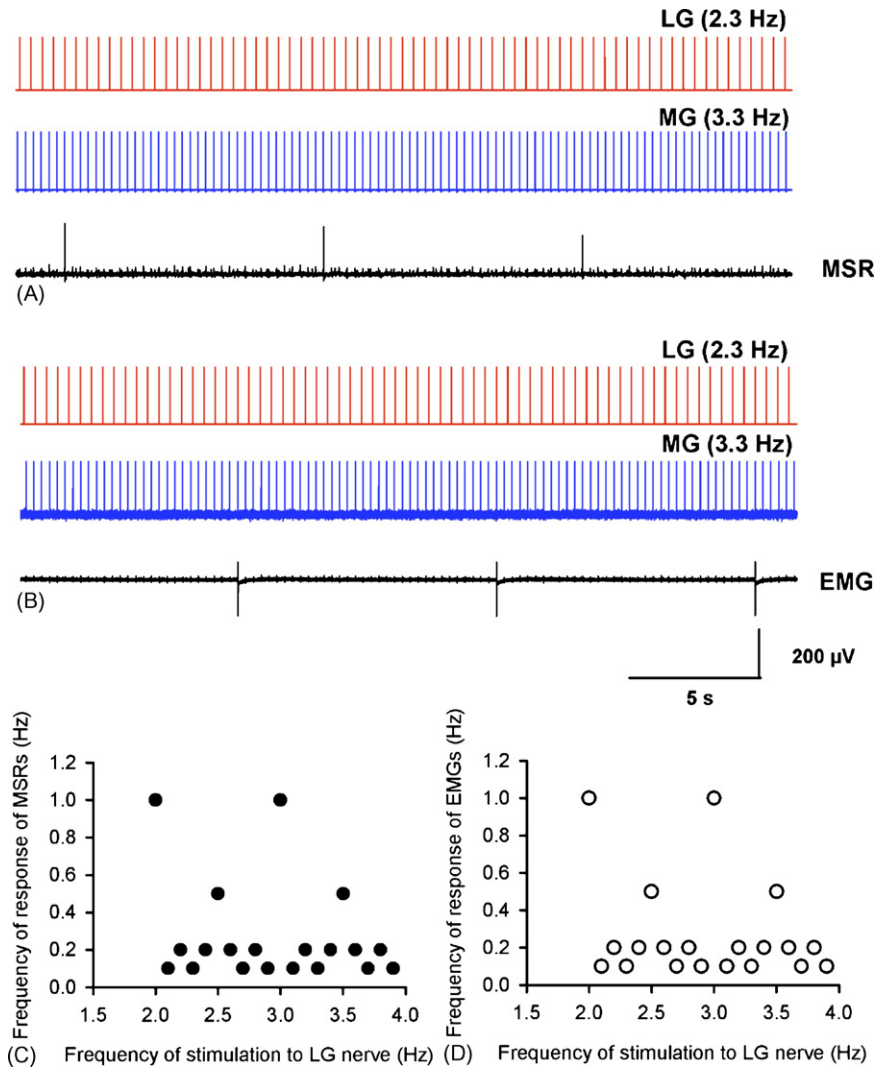 LG (2.3 Hz)
MG (3.3 Hz)
MSR
(A)
LG (2.3 Hz)
MG (3.3 Hz)
EMG
(B)
200 µV
5 s
Frequency of response of MSRs (Hz)
1.2
1.0
0.8
0.6
0.4
0.2
0.0
1.5 2.0 2.5 3.0 3.5 4.0
(C) Frequency of stimulation to LG nerve (Hz)
Frequency of response of EMGs (Hz)
1.2
1.0
0.8
0.6
0.4
0.2
0.0
1.5 2.0 2.5 3.0 3.5 4.0
(D) Frequency of stimulation to LG nerve (Hz)